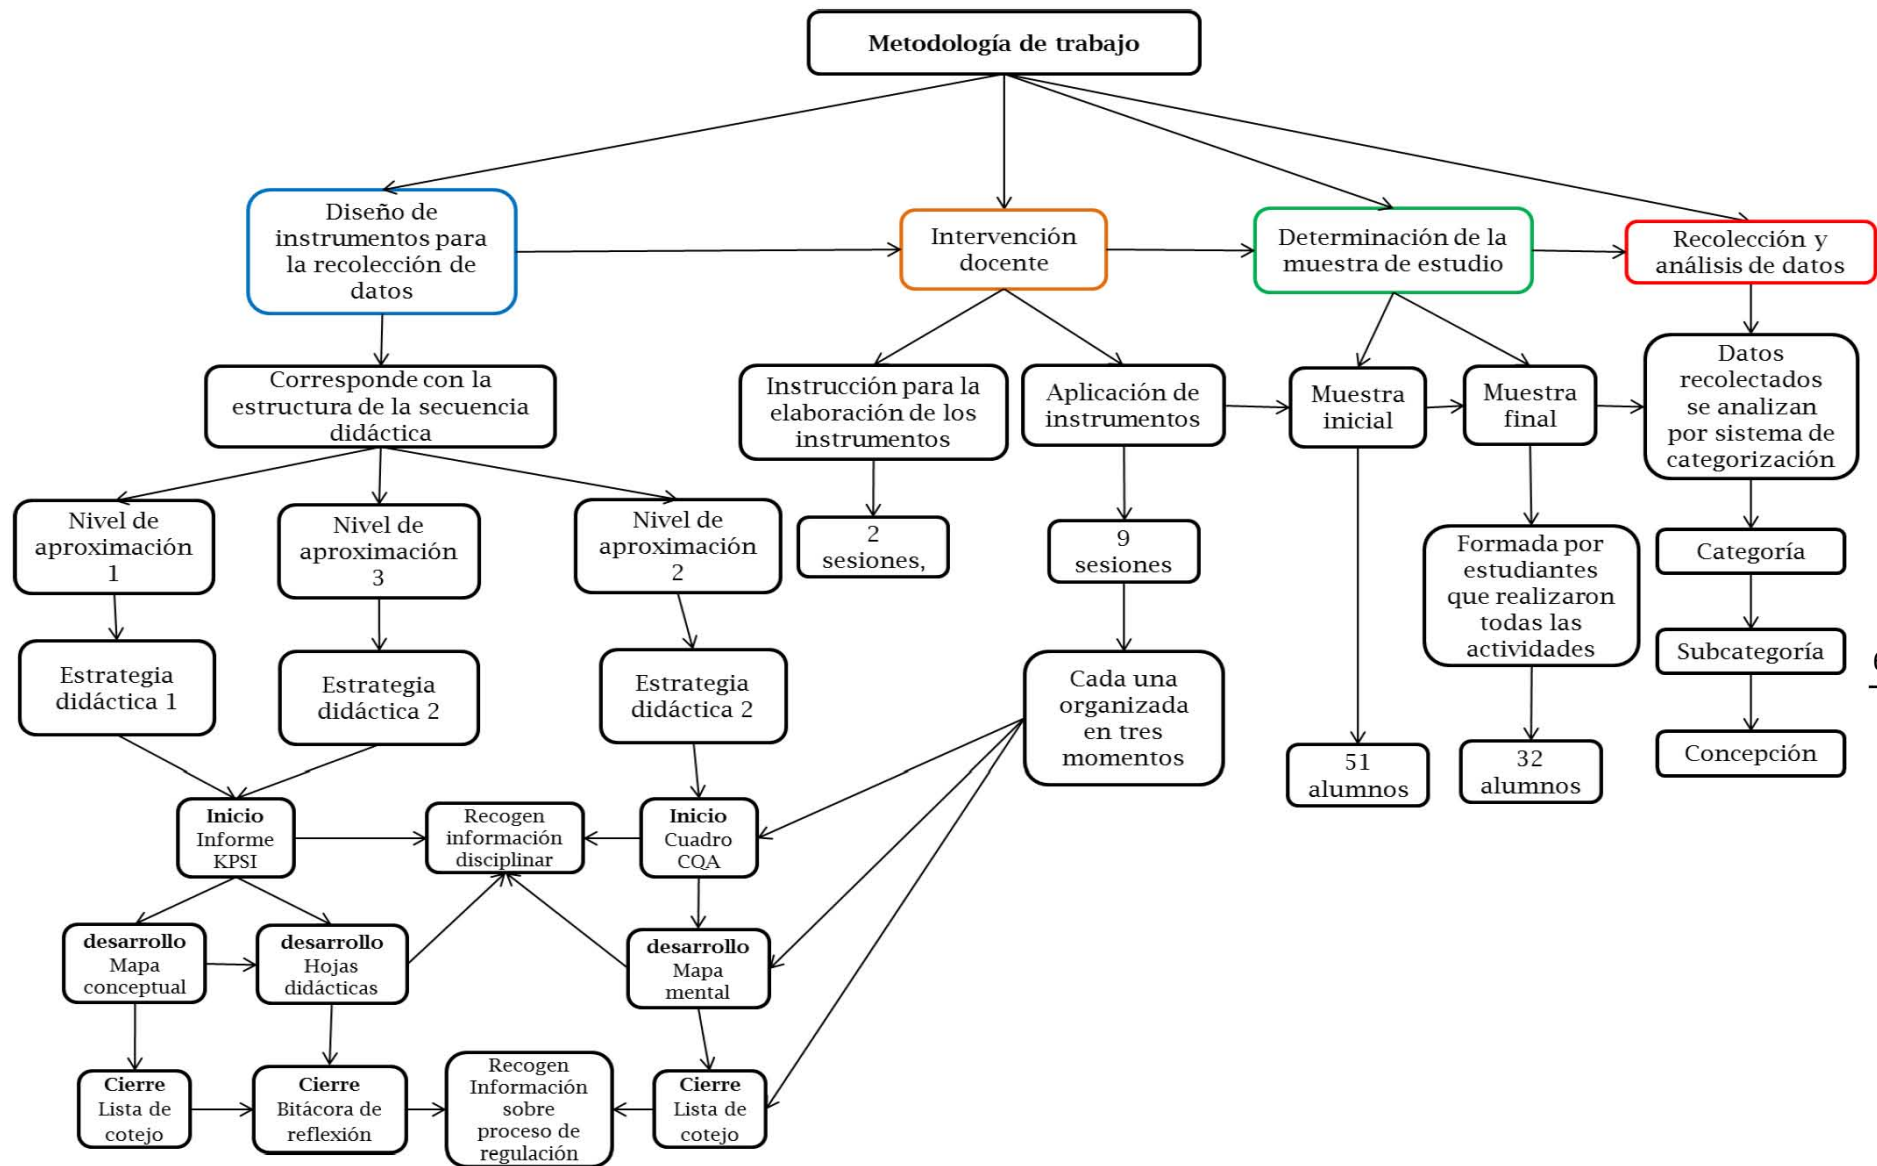 Metodología de trabajo
Diseño de
instrumentos para
la recolección de
datos
Intervención
docente
Determinación de la
muestra de estudio
Recolección y
análisis de datos
Corresponde con la
estructura de la secuencia
didáctica
Instrucción para la
elaboración de los
instrumentos
Aplicación de
instrumentos
Muestra
inicial
Muestra
final
Datos
recolectados
se analizan
por sistema de
categorización
Nivel de
aproximación
1
Nivel de
aproximación
3
Nivel de
aproximación
2
2
sesiones,
9
sesiones
Formada por
estudiantes
que realizaron
todas las
actividades
Categoría
Subcategoría
Concepción
Estrategia
didáctica 1
Estrategia
didáctica 2
Estrategia
didáctica 2
Cada una
organizada
en tres
momentos
51
alumnos
32
alumnos
Inicio
Informe
KPSI
Recogen
información
disciplinar
Inicio
Cuadro
CQA
desarrollo
Mapa
conceptual
desarrollo
Hojas
didácticas
desarrollo
Mapa
mental
Cierre
Lista de
cotejo
Cierre
Bitácora de
reflexión
Recogen
Información
sobre
proceso de
regulación
Cierre
Lista de
cotejo